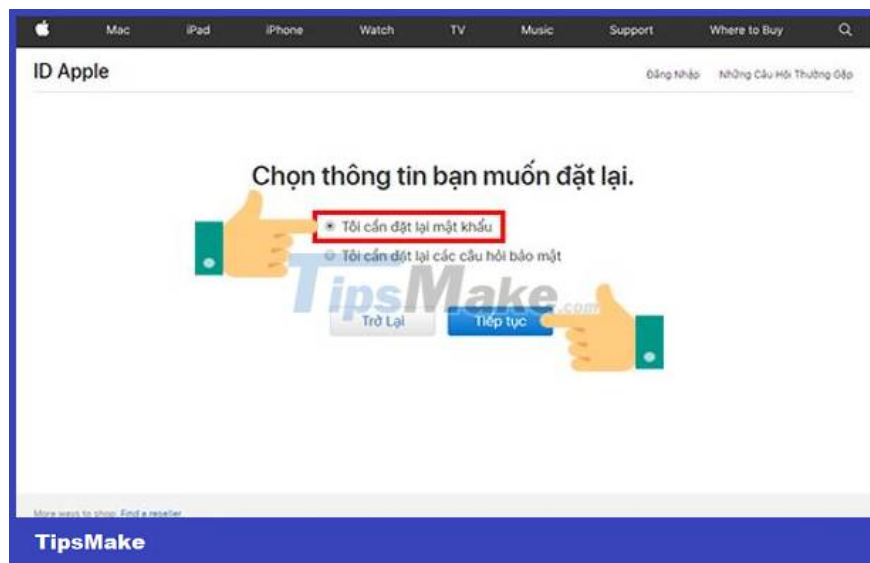 Mac iPad iPhone Watch TV Music Support Where to Buy
ID Apple
Đăng Nhập Những Câu Hỏi Thường Gặp
Chọn thông tin bạn muốn đặt lại.
Tôi cần đặt lại mật khẩu
Tôi cần đặt lại các câu hỏi bảo mật
TipsMake.com
Trở Lại Tiếp tục
More ways to shop: Find a reseller
TipsMake